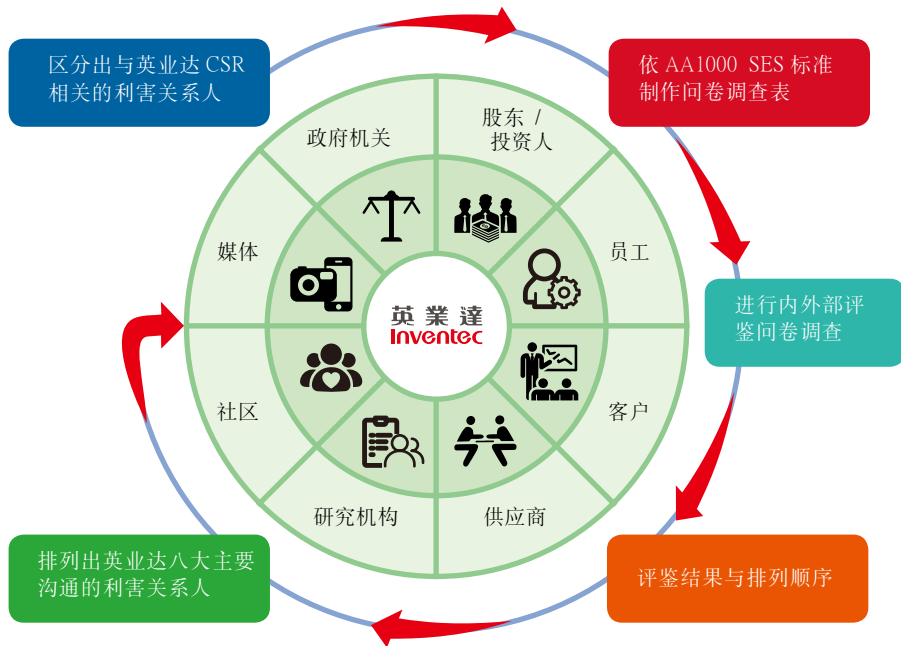 区分出与英业达 CSR
相关的利害关系人
依 AA1000 SES 标准
制作问卷调查表
政府机关
股东 /
投资人
媒体
员工
英業達
Inventec
进行内外部评
鉴问卷调查
社区
客户
研究机构
供应商
排列出英业达八大主要
沟通的利害关系人
评鉴结果与排列顺序